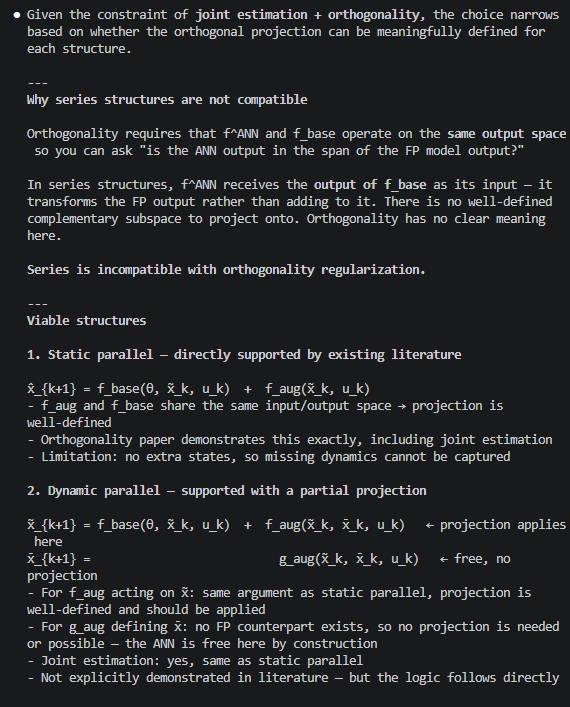 ● Given the constraint of joint estimation + orthogonality, the choice narrows
based on whether the orthogonal projection can be meaningfully defined for
each structure.
---
Why series structures are not compatible
Orthogonality requires that f^ANN and f_base operate on the same output space
so you can ask "is the ANN output in the span of the FP model output?"
In series structures, f^ANN receives the output of f_base as its input — it
transforms the FP output rather than adding to it. There is no well-defined
complementary subspace to project onto. Orthogonality has no clear meaning
here.
Series is incompatible with orthogonality regularization.
---
Viable structures
1. Static parallel — directly supported by existing literature
x̂_{k+1} = f_base(θ, x̃_k, u_k)  +  f_aug(x̃_k, u_k)
- f_aug and f_base share the same input/output space → projection is
well-defined
- Orthogonality paper demonstrates this exactly, including joint estimation
- Limitation: no extra states, so missing dynamics cannot be captured
2. Dynamic parallel — supported with a partial projection
x̃_{k+1} = f_base(θ, x̃_k, u_k)  +  f_aug(x̃_k, x̄_k, u_k)   ← projection applies
here
x̄_{k+1} =                          g_aug(x̃_k, x̄_k, u_k)   ← free, no
projection
- For f_aug acting on x̃: same argument as static parallel, projection is
well-defined and should be applied
- For g_aug defining x̄: no FP counterpart exists, so no projection is needed
or possible — the ANN is free here by construction
- Joint estimation: yes, same as static parallel
- Not explicitly demonstrated in literature — but the logic follows directly